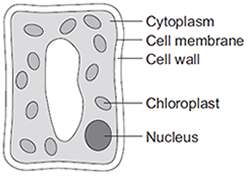 Cytoplasm
Cell membrane
Cell wall
Chloroplast
Nucleus